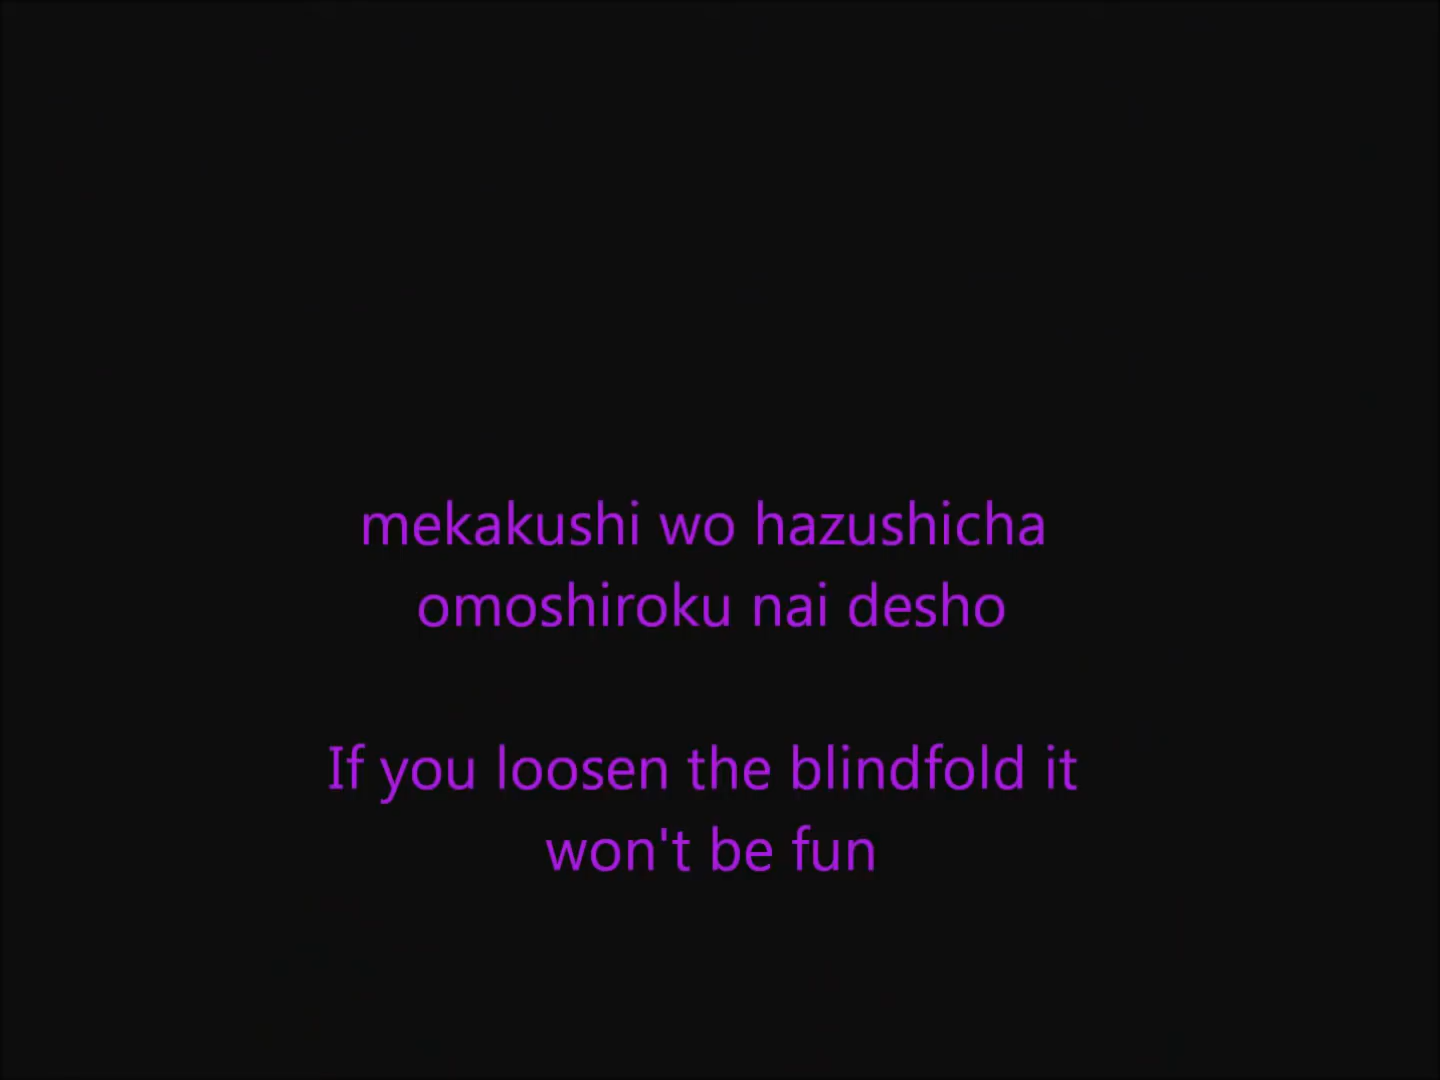 mekakushi wo hazushicha
omoshiroku nai desho
If you loosen the blindfold it
won't be fun